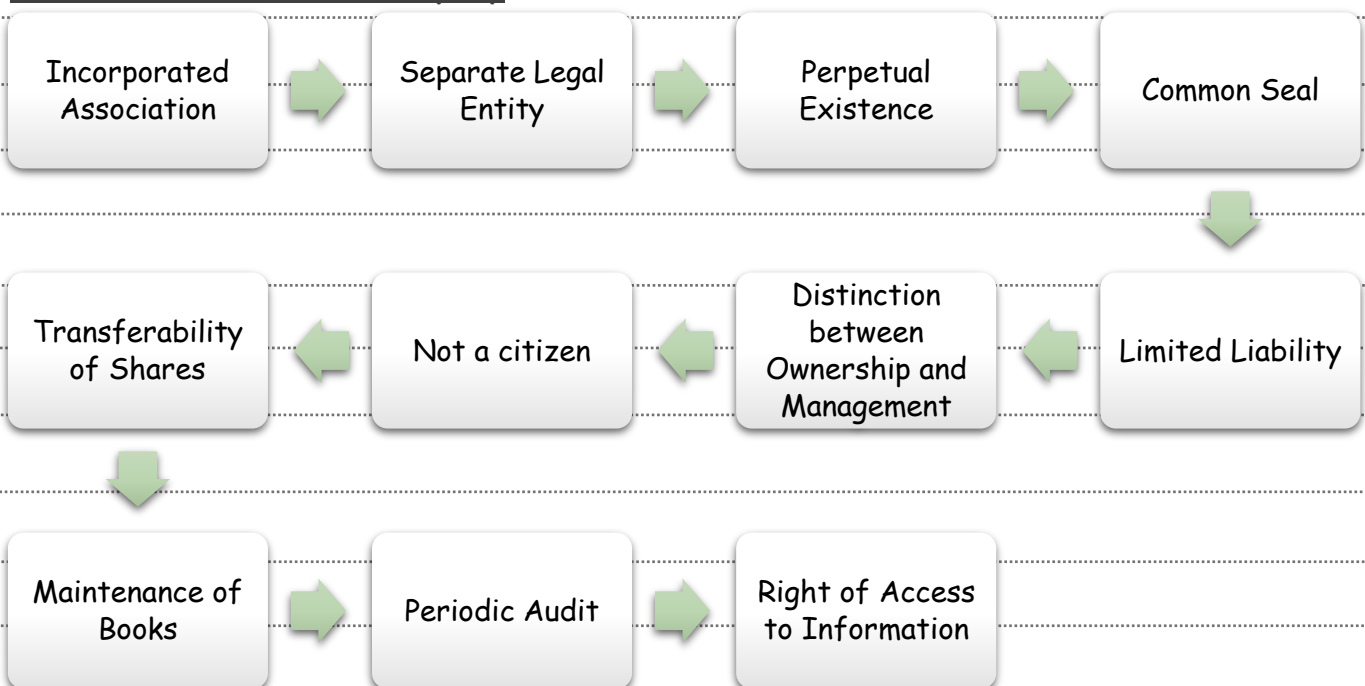 Incorporated
Association
Separate Legal
Entity
Perpetual
Existence
Common Seal
Limited Liability
Distinction
between
Ownership and
Management
Not a citizen
Transferability
of Shares
Maintenance of
Books
Periodic Audit
Right of Access
to Information